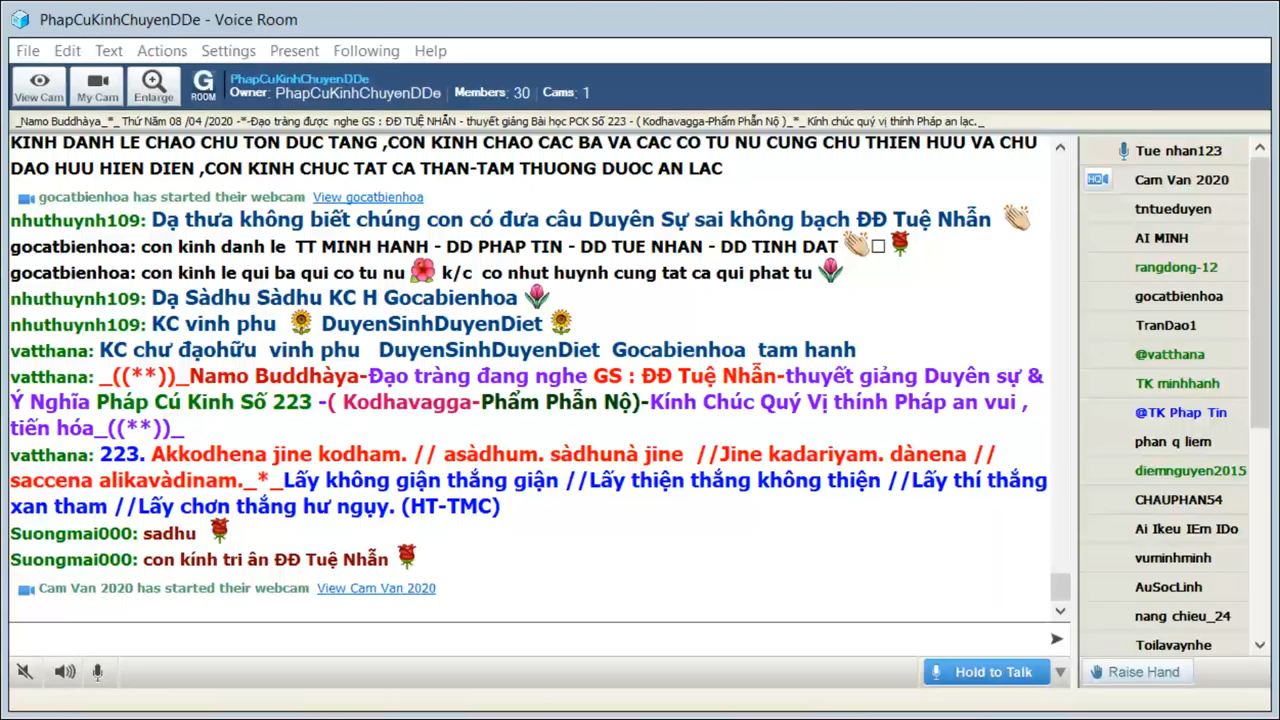 PhapCuKinhChuyenDDe - Voice Room
File Edit Text Actions Settings Present Following Help
View Cam My Cam Enlarge G ROOM
PhapCuKinhChuyenDDe
Owner: PhapCuKinhChuyenDDe Members: 30 Cams: 1
_Namo Buddhàya_*_ Thứ Năm 08 /04 /2020 -*-Đạo tràng được nghe GS : ĐĐ TUỆ NHẪN - thuyết giảng Bài học PCK Số 223 - ( Kodhavagga-Phẩm Phẫn Nộ )_*_ Kính chúc quý vị thính Pháp an lạc._
KINH DANH LE CHAO CHU TON DUC TANG ,CON KINH CHAO CAC BA VA CAC CO TU NU CUNG CHU THIEN HUU VA CHU
DAO HUU HIEN DIEN ,CON KINH CHUC TAT CA THAN-TAM THUONG DUOC AN LAC
gocatbienhoa has started their webcam View gocatbienhoa
nhuthuynh109: Dạ thưa không biết chúng con có đưa câu Duyên Sự sai không bạch ĐĐ Tuệ Nhẫn 👏
gocatbienhoa: con kinh danh le TT MINH HANH - DD PHAP TIN - DD TUE NHAN - DD TINH DAT 👏□🌹
gocatbienhoa: con kinh le qui ba qui co tu nu 🌺 k/c co nhut huynh cung tat ca qui phat tu 🌷
nhuthuynh109: Dạ Sàdhu Sàdhu KC H Gocabienhoa 🌷
nhuthuynh109: KC vinh phu 🌻 DuyenSinhDuyenDiet 🌻
vatthana: KC chư đạohữu vinh phu DuyenSinhDuyenDiet Gocabienhoa tam hanh
vatthana: _((**))_Namo Buddhàya-Đạo tràng đang nghe GS : ĐĐ Tuệ Nhẫn-thuyết giảng Duyên sự &
Ý Nghĩa Pháp Cú Kinh Số 223 -( Kodhavagga-Phẩm Phẫn Nộ)-Kính Chúc Quý Vị thính Pháp an vui ,
tiến hóa_((**))_
vatthana: 223. Akkodhena jine kodham. // asàdhum. sàdhunà jine //Jine kadariyam. dànena //
saccena alikavàdinam._*_Lấy không giận thắng giận //Lấy thiện thắng không thiện //Lấy thí thắng
xan tham //Lấy chơn thắng hư ngụy. (HT-TMC)
Suongmai000: sadhu 🌹
Suongmai000: con kính tri ân ĐĐ Tuệ Nhẫn 🌹
Cam Van 2020 has started their webcam View Cam Van 2020
Hold to Talk
Tue nhan123
HQ Cam Van 2020
tntueduyen
AI MINH
rangdong-12
gocatbienhoa
TranDao1
@vatthana
TK minhhanh
@TK Phap Tin
phan q liem
diemnguyen2015
CHAUPHAN54
Ai Ikeu IEm IDo
vuminhminh
AuSocLinh
nang chieu_24
Toilavaynhe
Raise Hand